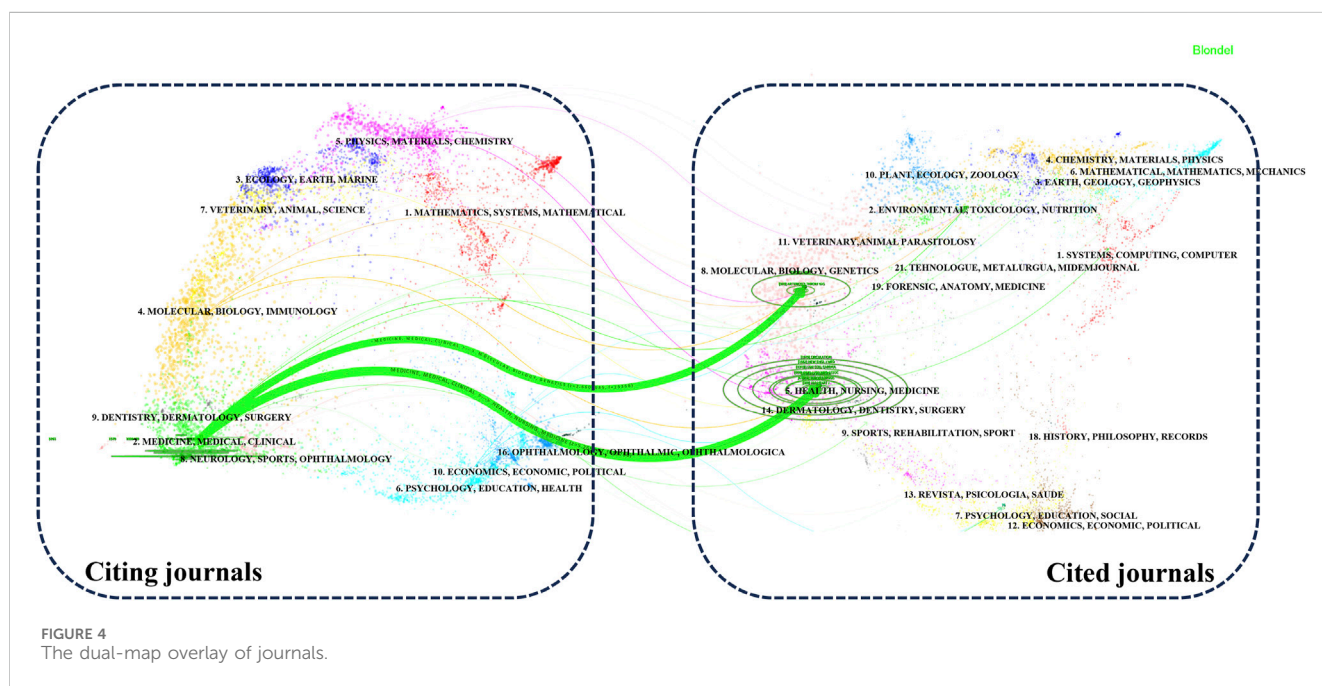 Blondel
5. PHYSICS, MATERIALS, CHEMISTRY
3. ECOLOGY, EARTH, MARINE
7. VETERINARY, ANIMAL, SCIENCE
1. MATHEMATICS, SYSTEMS, MATHEMATICAL
4. MOLECULAR, BIOLOGY, IMMUNOLOGY
9. DENTISTRY, DERMATOLOGY, SURGERY
2. MEDICINE, MEDICAL, CLINICAL
8. NEUROLOGY, SPORTS, OPHTHALMOLOGY
16. OPHTHALMOLOGY, OPHTHALMIC, OPHTHALMOLOGICA
10. ECONOMICS, ECONOMIC, POLITICAL
6. PSYCHOLOGY, EDUCATION, HEALTH
Citing journals
4. CHEMISTRY, MATERIALS, PHYSICS
6. MATHEMATICAL, MATHEMATICS, MECHANICS
10. PLANT, ECOLOGY, ZOOLOGY
3. EARTH, GEOLOGY, GEOPHYSICS
2. ENVIRONMENTAL, TOXICOLOGY, NUTRITION
11. VETERINARY,ANIMAL PARASITOLOSY
1. SYSTEMS, COMPUTING, COMPUTER
8. MOLECULAR, BIOLOGY, GENETICS
21. TEHNOLOGUE, METALURGUA, MIDEMJOURNAL
19. FORENSIC, ANATOMY, MEDICINE
5. HEALTH, NURSING, MEDICINE
14. DERMATOLOGY, DENTISTRY, SURGERY
9. SPORTS, REHABILITATION, SPORT
18. HISTORY, PHILOSOPHY, RECORDS
13. REVISTA, PSICOLOGIA, SAUDE
7. PSYCHOLOGY, EDUCATION, SOCIAL
12. ECONOMICS, ECONOMIC, POLITICAL
Cited journals
FIGURE 4
The dual-map overlay of journals.